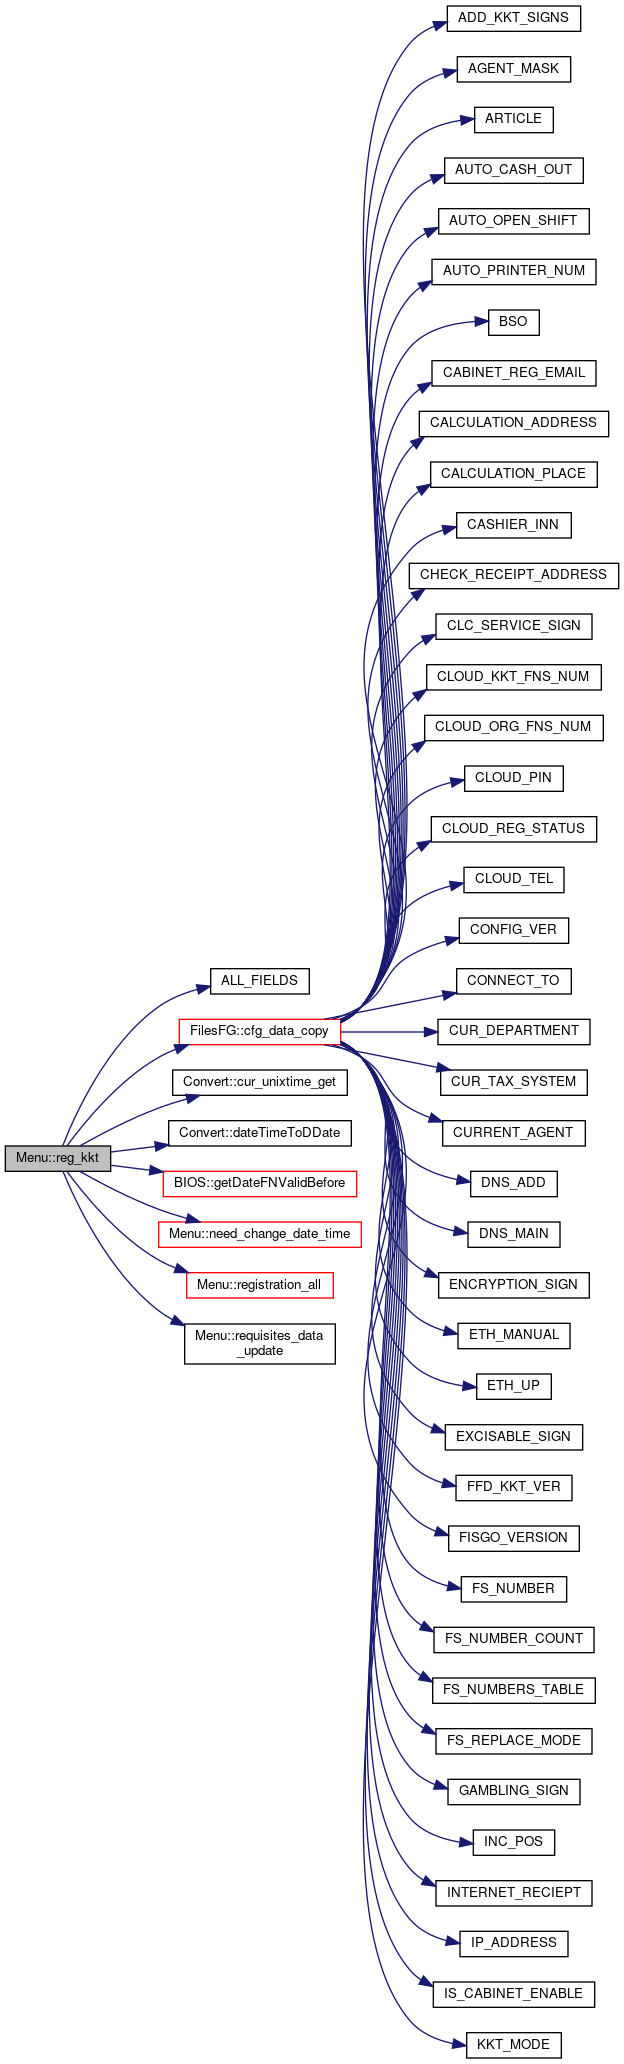 Menu::reg_kkt
ALL_FIELDS
FilesFG::cfg_data_copy
Convert::cur_unixtime_get
Convert::dateTimeToDDate
BIOS::getDateFNValidBefore
Menu::need_change_date_time
Menu::registration_all
Menu::requisites_data
_update
ADD_KKT_SIGNS
AGENT_MASK
ARTICLE
AUTO_CASH_OUT
AUTO_OPEN_SHIFT
AUTO_PRINTER_NUM
BSO
CABINET_REG_EMAIL
CALCULATION_ADDRESS
CALCULATION_PLACE
CASHIER_INN
CHECK_RECEIPT_ADDRESS
CLC_SERVICE_SIGN
CLOUD_KKT_FNS_NUM
CLOUD_ORG_FNS_NUM
CLOUD_PIN
CLOUD_REG_STATUS
CLOUD_TEL
CONFIG_VER
CONNECT_TO
CUR_DEPARTMENT
CUR_TAX_SYSTEM
CURRENT_AGENT
DNS_ADD
DNS_MAIN
ENCRYPTION_SIGN
ETH_MANUAL
ETH_UP
EXCISABLE_SIGN
FFD_KKT_VER
FISGO_VERSION
FS_NUMBER
FS_NUMBER_COUNT
FS_NUMBERS_TABLE
FS_REPLACE_MODE
GAMBLING_SIGN
INC_POS
INTERNET_RECIEPT
IP_ADDRESS
IS_CABINET_ENABLE
KKT_MODE